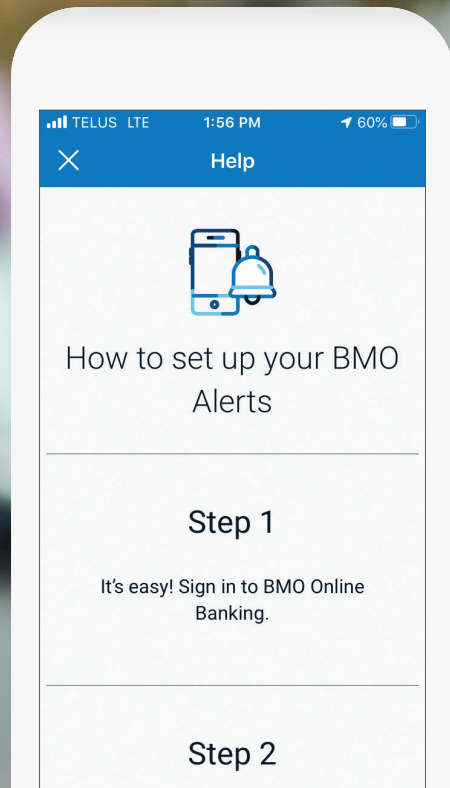 TELUS LTE 1:56 PM 60%
Help
How to set up your BMO
Alerts
Step 1
It's easy! Sign in to BMO Online
Banking.
Step 2